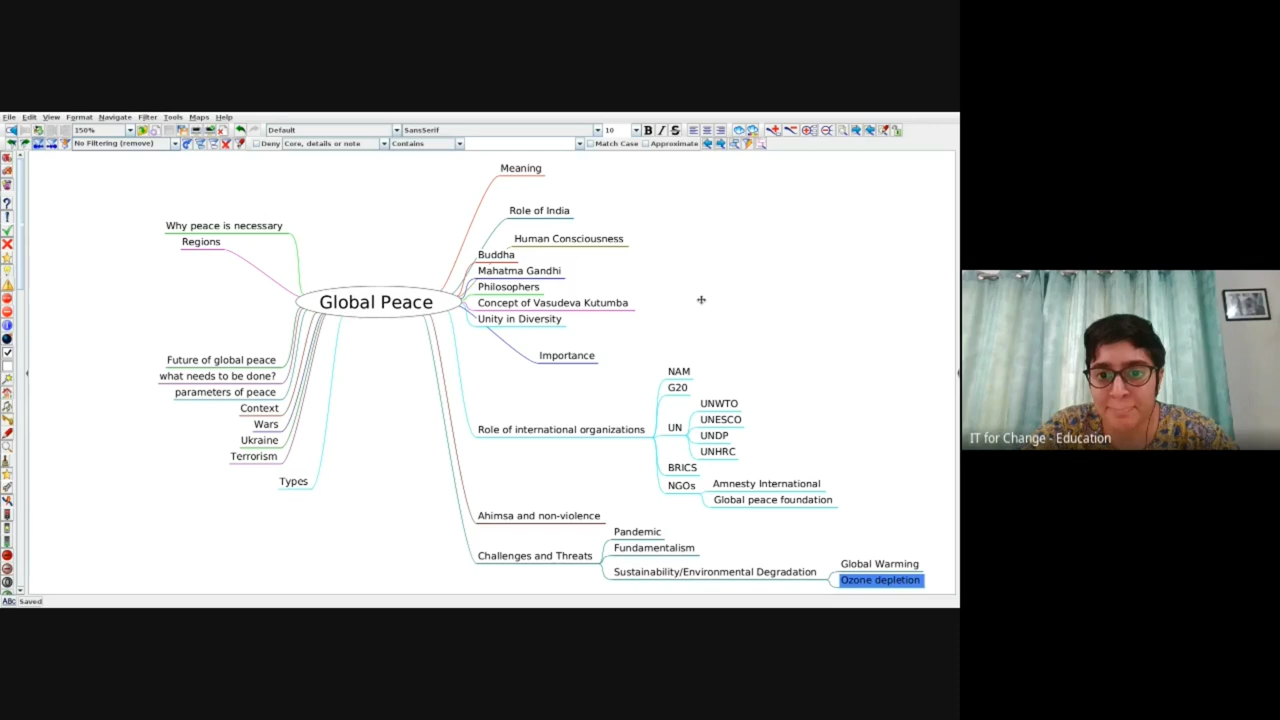 File Edit View Format Navigate Filter Tools Maps Help
150% Default SansSerif 10 B I S
No Filtering (remove) Deny Core, details or note Contains Match Case Approximate
Meaning
Role of India
Why peace is necessary
Human Consciousness
Regions
Buddha
Mahatma Gandhi
Philosophers
Global Peace
Concept of Vasudeva Kutumba
Unity in Diversity
Importance
Future of global peace
what needs to be done?
parameters of peace
Context
Wars
Ukraine
Terrorism
Types
NAM
G20
UNWTO
UNESCO
Role of international organizations
UN
UNDP
UNHRC
BRICS
NGOs
Amnesty International
Global peace foundation
Ahimsa and non-violence
Pandemic
Fundamentalism
Challenges and Threats
Sustainability/Environmental Degradation
Global Warming
Ozone depletion
ABC Saved
IT for Change - Education